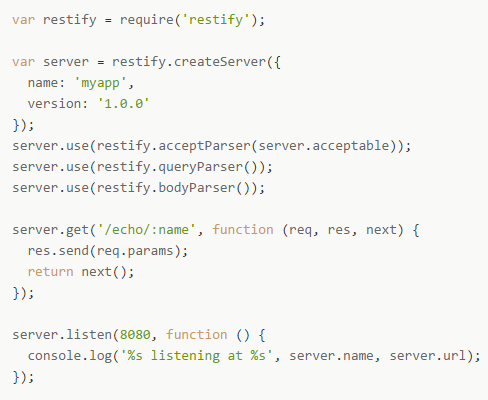 var restify = require('restify');

var server = restify.createServer({
  name: 'myapp',
  version: '1.0.0'
});
server.use(restify.acceptParser(server.acceptable));
server.use(restify.queryParser());
server.use(restify.bodyParser());

server.get('/echo/:name', function (req, res, next) {
  res.send(req.params);
  return next();
});

server.listen(8080, function () {
  console.log('%s listening at %s', server.name, server.url);
});